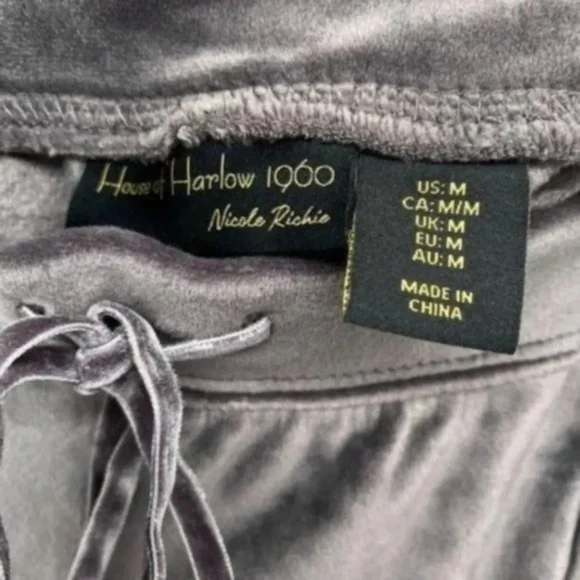 House of Harlow 1960
Nicole Richie
US: M
CA: M/M
UK: M
EU: M
AU: M
MADE IN
CHINA